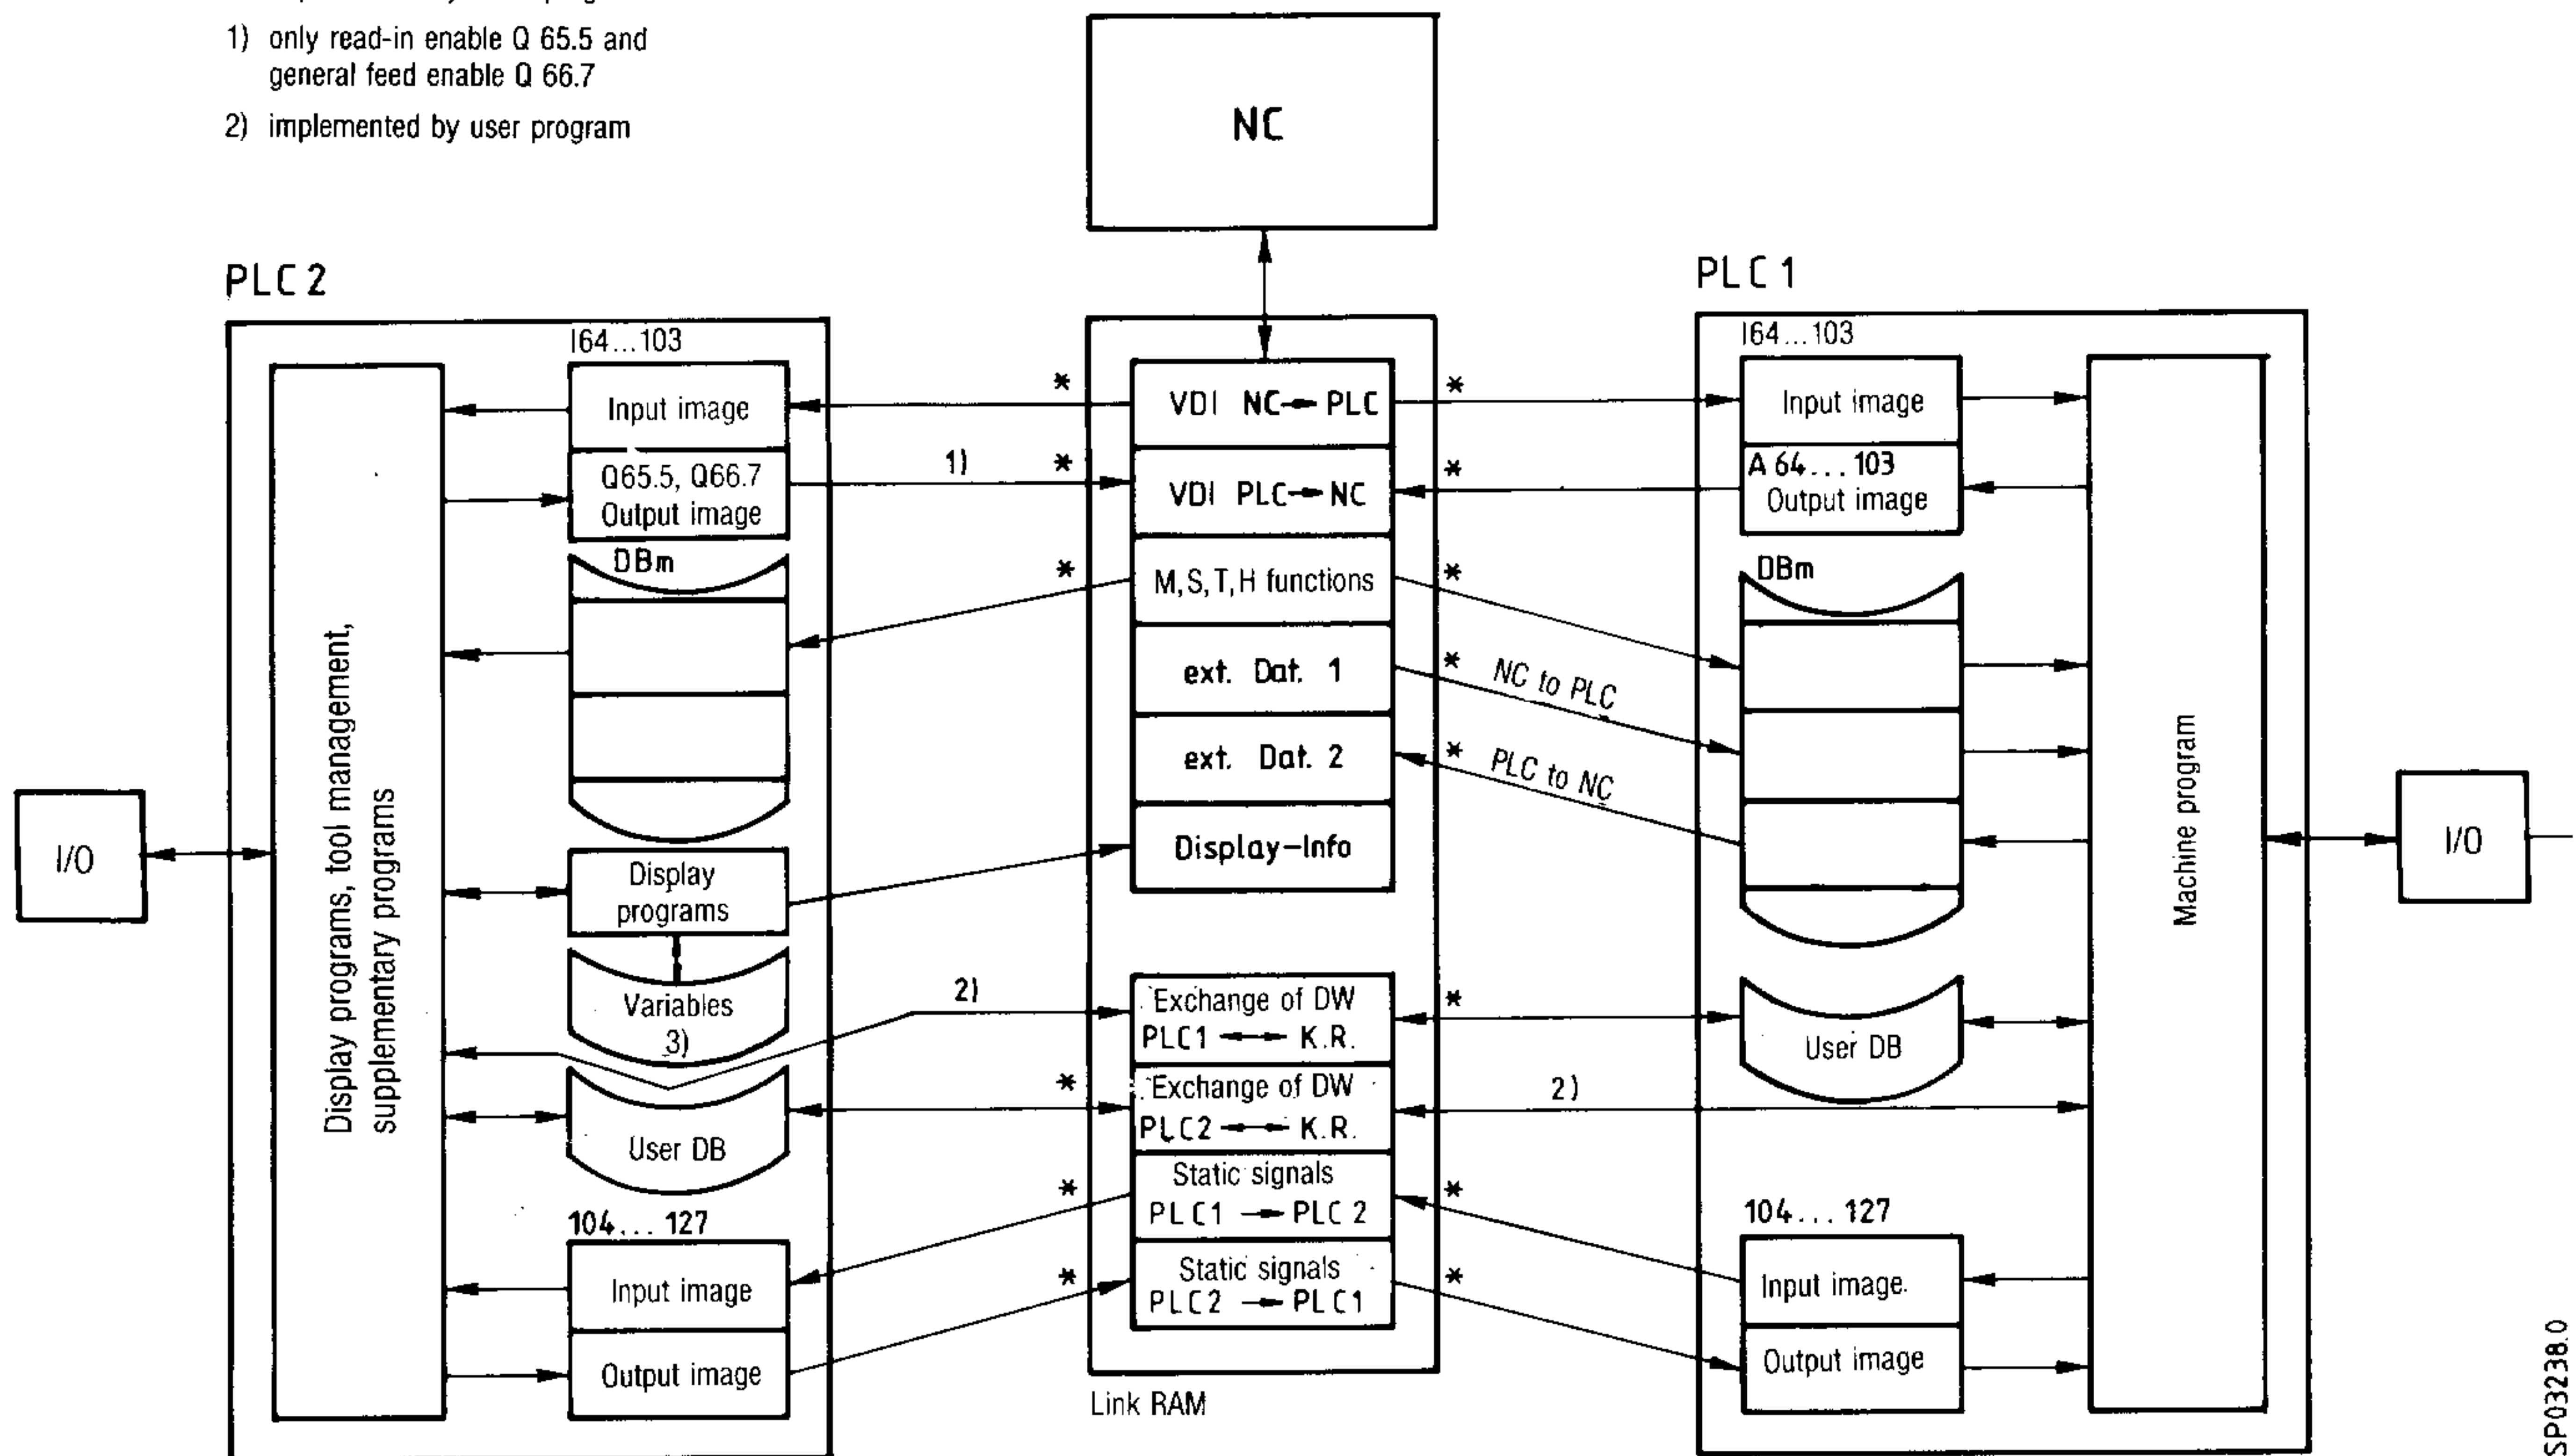 1) only read-in enable Q 65.5 and
general feed enable Q 66.7
2) implemented by user program
NC
PLC 2
PLC 1
I64...103
Input image
Q65.5, Q66.7
Output image
DBm
Display programs, tool management,
supplementary programs
I/O
Display
programs
Variables
3)
User DB
104... 127
Input image
Output image
*
1) *
*
2)
*
*
*
VDI NC → PLC
VDI PLC → NC
M, S, T, H functions
ext. Dat. 1
ext. Dat. 2
Display-Info
Exchange of DW
PLC1 ↔ K.R.
Exchange of DW
PLC2 ↔ K.R.
Static signals
PLC1 → PLC 2
Static signals
PLC2 → PLC1
Link RAM
*
*
*
* NC to PLC
* PLC to NC
*
2)
*
*
I64...103
Input image
A 64... 103
Output image
DBm
User DB
104... 127
Input image.
Output image
Machine program
I/O
SP03238.0